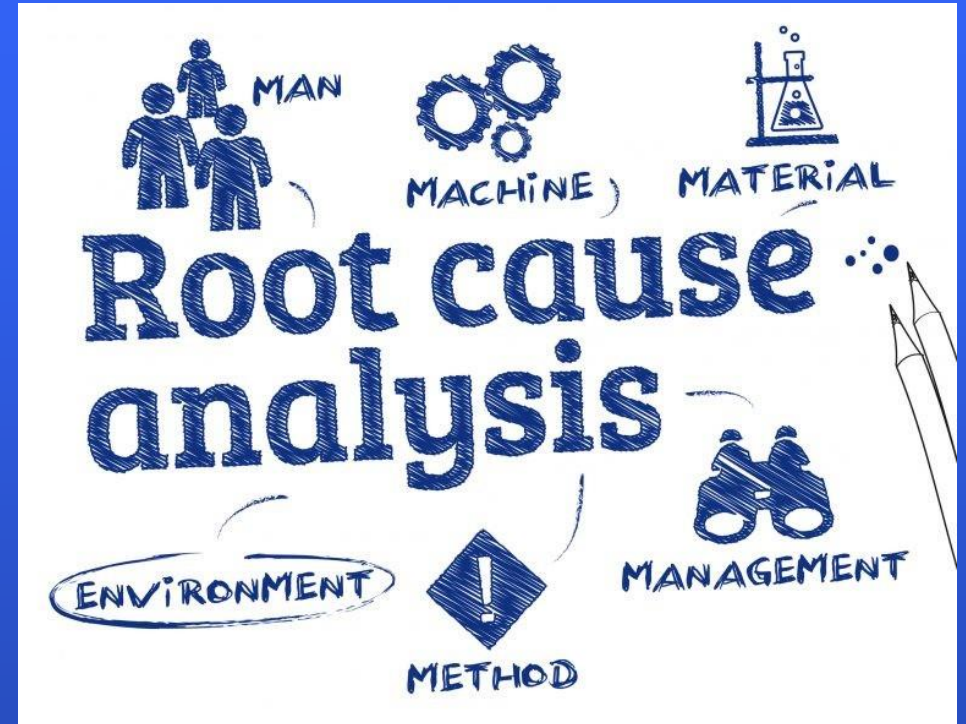 MAN
MACHiNE
MATERiAL
Root cause
analysis
ENViRONMENT
METHOD
MANAGEMENT